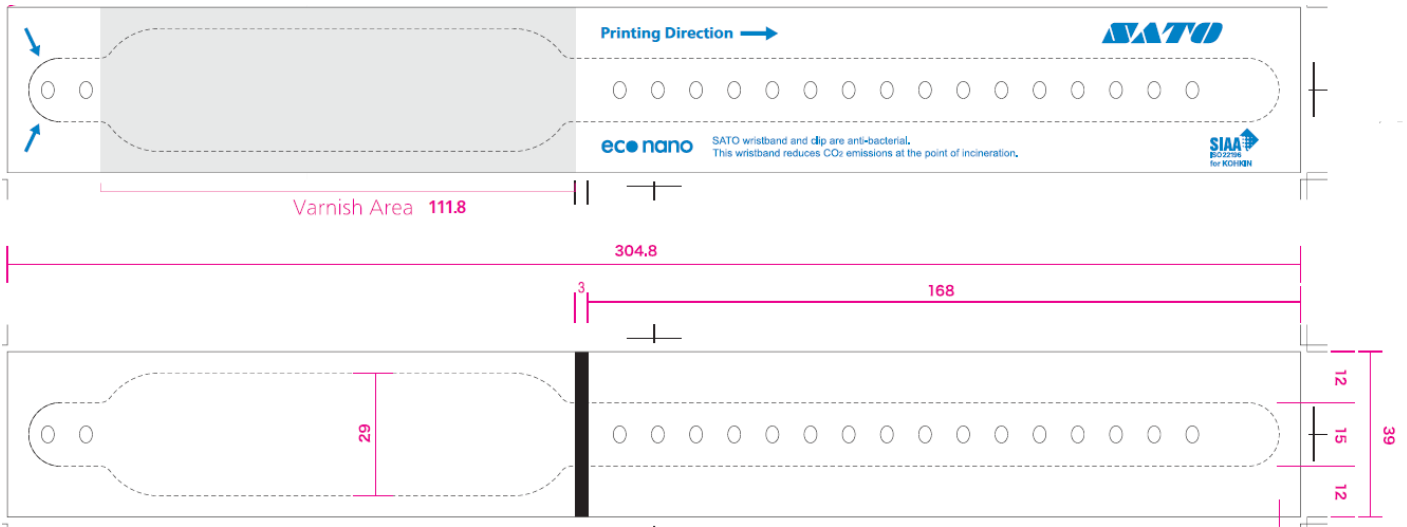 Printing Direction
SATO
eco nano
SATO wristband and clip are anti-bacterial.
This wristband reduces CO₂ emissions at the point of incineration.
SIAA
ISO22196
for KOHKIN
Varnish Area 111.8
304.8
3
168
12
29
15
39
12